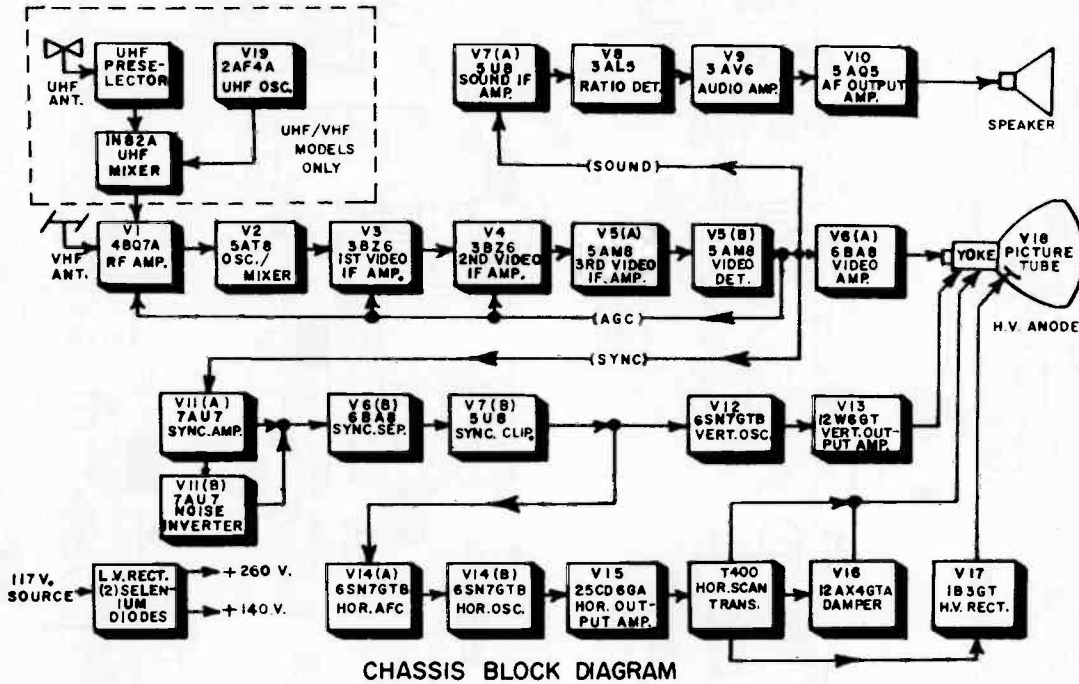 UHF
PRESE-
LECTOR
V19
2AF4A
UHF OSC.
UHF
ANT.
1N82A
UHF
MIXER
UHF/VHF
MODELS
ONLY
V7(A)
5U8
SOUND IF
AMP.
V8
3AL5
RATIO DET.
V9
3AV6
AUDIO AMP.
V10
5AQ5
AF OUTPUT
AMP.
SPEAKER
(SOUND)
VHF
ANT.
V1
4BQ7A
RF AMP.
V2
5AT8
OSC./
MIXER
V3
3BZ6
1ST VIDEO
IF AMP.
V4
3BZ6
2ND VIDEO
IF AMP.
V5(A)
5AM8
3RD VIDEO
IF. AMP.
V5(B)
5AM8
VIDEO
DET.
V6(A)
6BA8
VIDEO
AMP.
YOKE
V18
PICTURE
TUBE
H.V. ANODE
(AGC)
(SYNC)
V11(A)
7AU7
SYNC.AMP.
V6(B)
6BA8
SYNC.SEP.
V7(B)
5U8
SYNC. CLIP.
V12
6SN7GTB
VERT.OSC.
V13
12W6GT
VERT.OUT-
PUT AMP.
V11(B)
7AU7
NOISE
INVERTER
117V.
SOURCE
L.V.RECT.
(2)SELEN-
IUM
DIODES
+260 V.
+140 V.
V14(A)
6SN7GTB
HOR.AFC
V14(B)
6SN7GTB
HOR.OSC.
V15
25CD6GA
HOR.OUT-
PUT AMP.
T400
HOR.SCAN
TRANS.
V16
12AX4GTA
DAMPER
V17
1B3GT
H.V. RECT.
CHASSIS BLOCK DIAGRAM